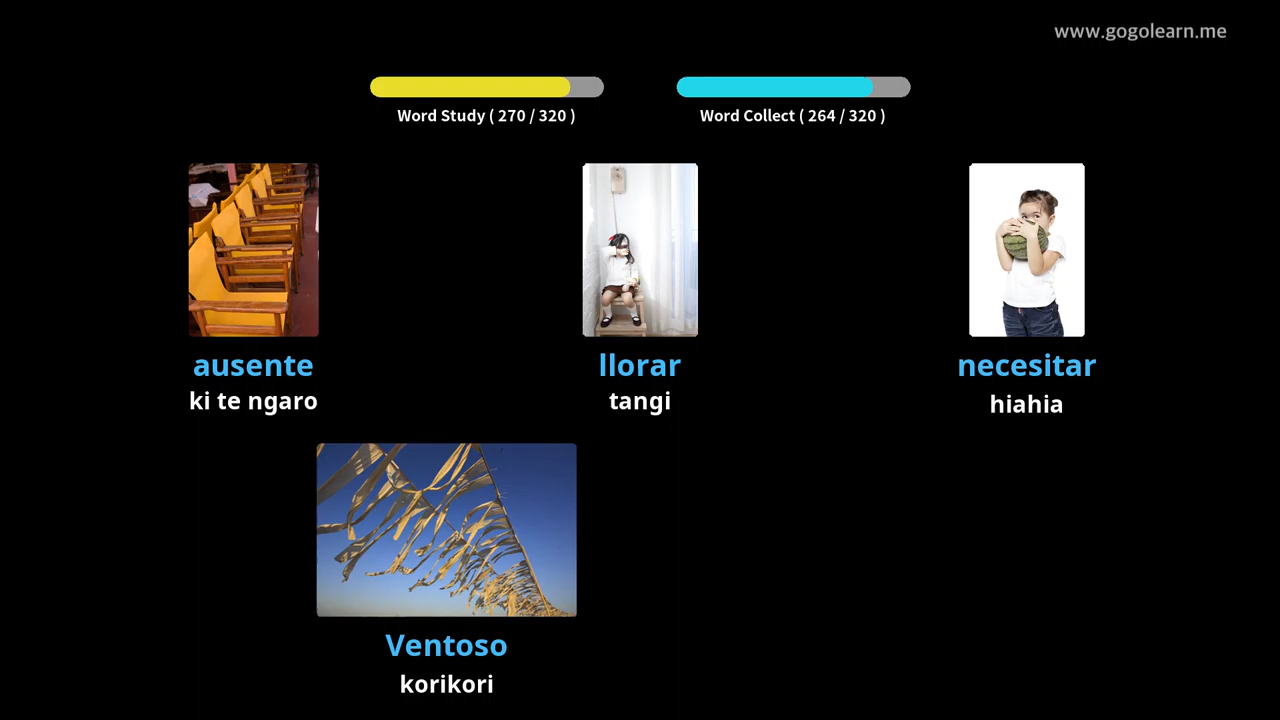 www.gogolearn.me
Word Study ( 270 / 320 )
Word Collect ( 264 / 320 )
ausente
ki te ngaro
llorar
tangi
necesitar
hiahia
Ventoso
korikori